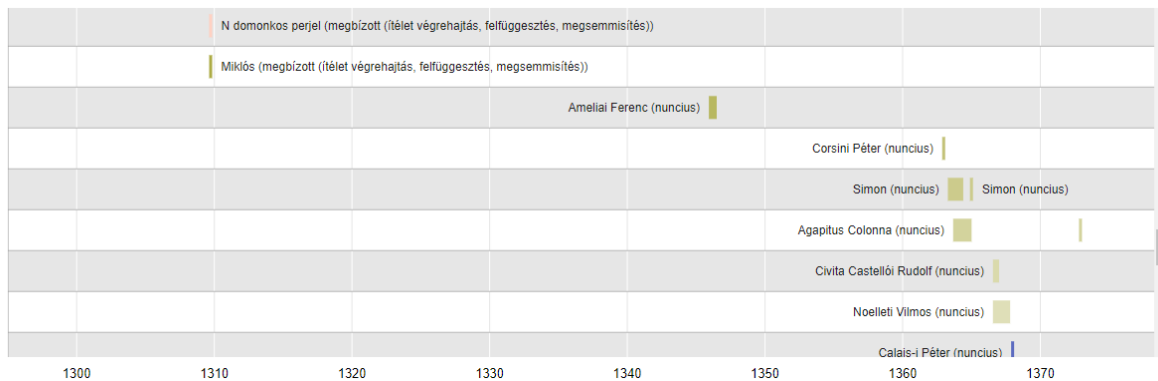 N domonkos perjel (megbízott (ítélet végrehajtás, felfüggesztés, megsemmisítés))
Miklós (megbízott (ítélet végrehajtás, felfüggesztés, megsemmisítés))
Ameliai Ferenc (nuncius)
Corsini Péter (nuncius)
Simon (nuncius) Simon (nuncius)
Agapitus Colonna (nuncius)
Civita Castellói Rudolf (nuncius)
Noelleti Vilmos (nuncius)
Calais-i Péter (nuncius)
1300 1310 1320 1330 1340 1350 1360 1370